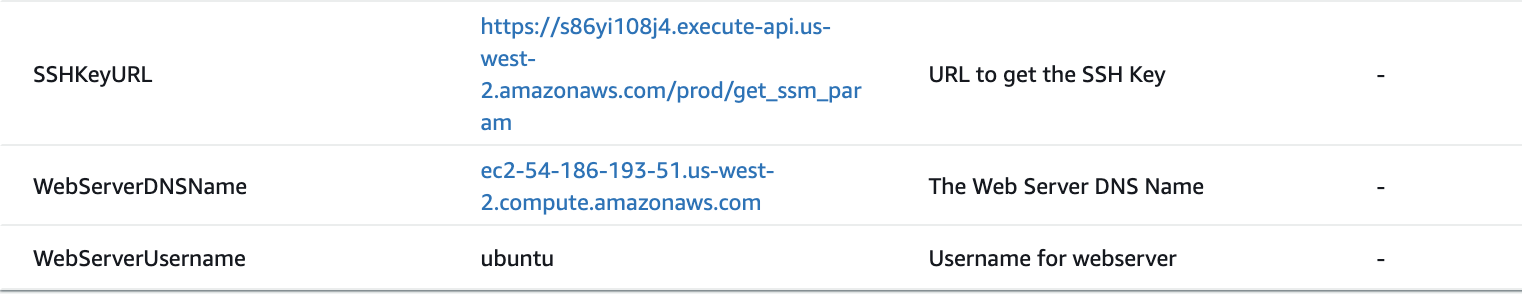 SSHKeyURL
https://s86yi108j4.execute-api.us-
west-
2.amazonaws.com/prod/get_ssm_par
am
URL to get the SSH Key
-
WebServerDNSName
ec2-54-186-193-51.us-west-
2.compute.amazonaws.com
The Web Server DNS Name
-
WebServerUsername
ubuntu
Username for webserver
-